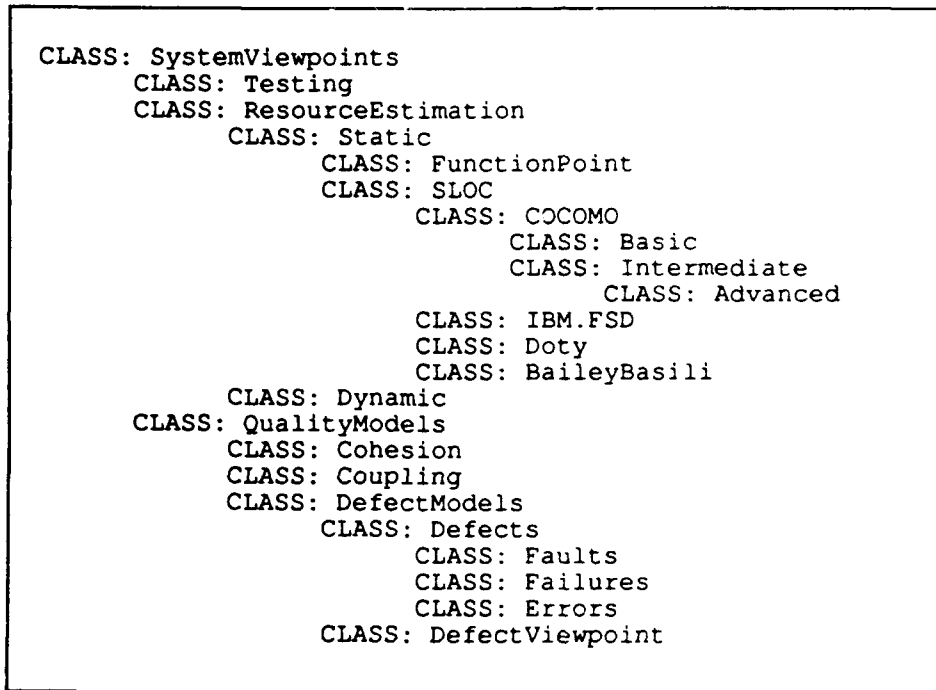 CLASS: SystemViewpoints
CLASS: Testing
CLASS: ResourceEstimation
CLASS: Static
CLASS: FunctionPoint
CLASS: SLOC
CLASS: COCOMO
CLASS: Basic
CLASS: Intermediate
CLASS: Advanced
CLASS: IBM.FSD
CLASS: Doty
CLASS: BaileyBasili
CLASS: Dynamic
CLASS: QualityModels
CLASS: Cohesion
CLASS: Coupling
CLASS: DefectModels
CLASS: Defects
CLASS: Faults
CLASS: Failures
CLASS: Errors
CLASS: DefectViewpoint